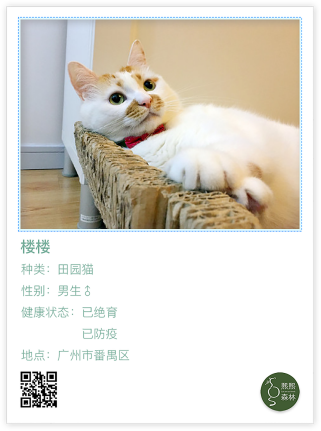 楼楼
种类：田园猫
性别：男生♂
健康状态：已绝育
已防疫
地点：广州市番禺区
熊熊
森林